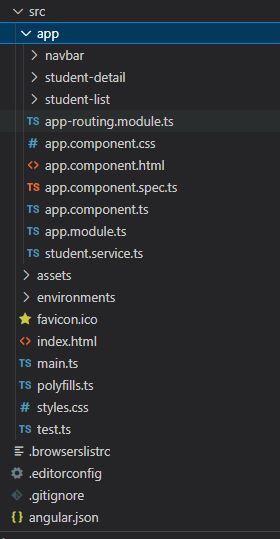 src
app
navbar
student-detail
student-list
TS app-routing.module.ts
# app.component.css
<> app.component.html
TS app.component.spec.ts
TS app.component.ts
TS app.module.ts
TS student.service.ts
assets
environments
favicon.ico
<> index.html
TS main.ts
TS polyfills.ts
# styles.css
TS test.ts
.browserslistrc
.editorconfig
.gitignore
{} angular.json